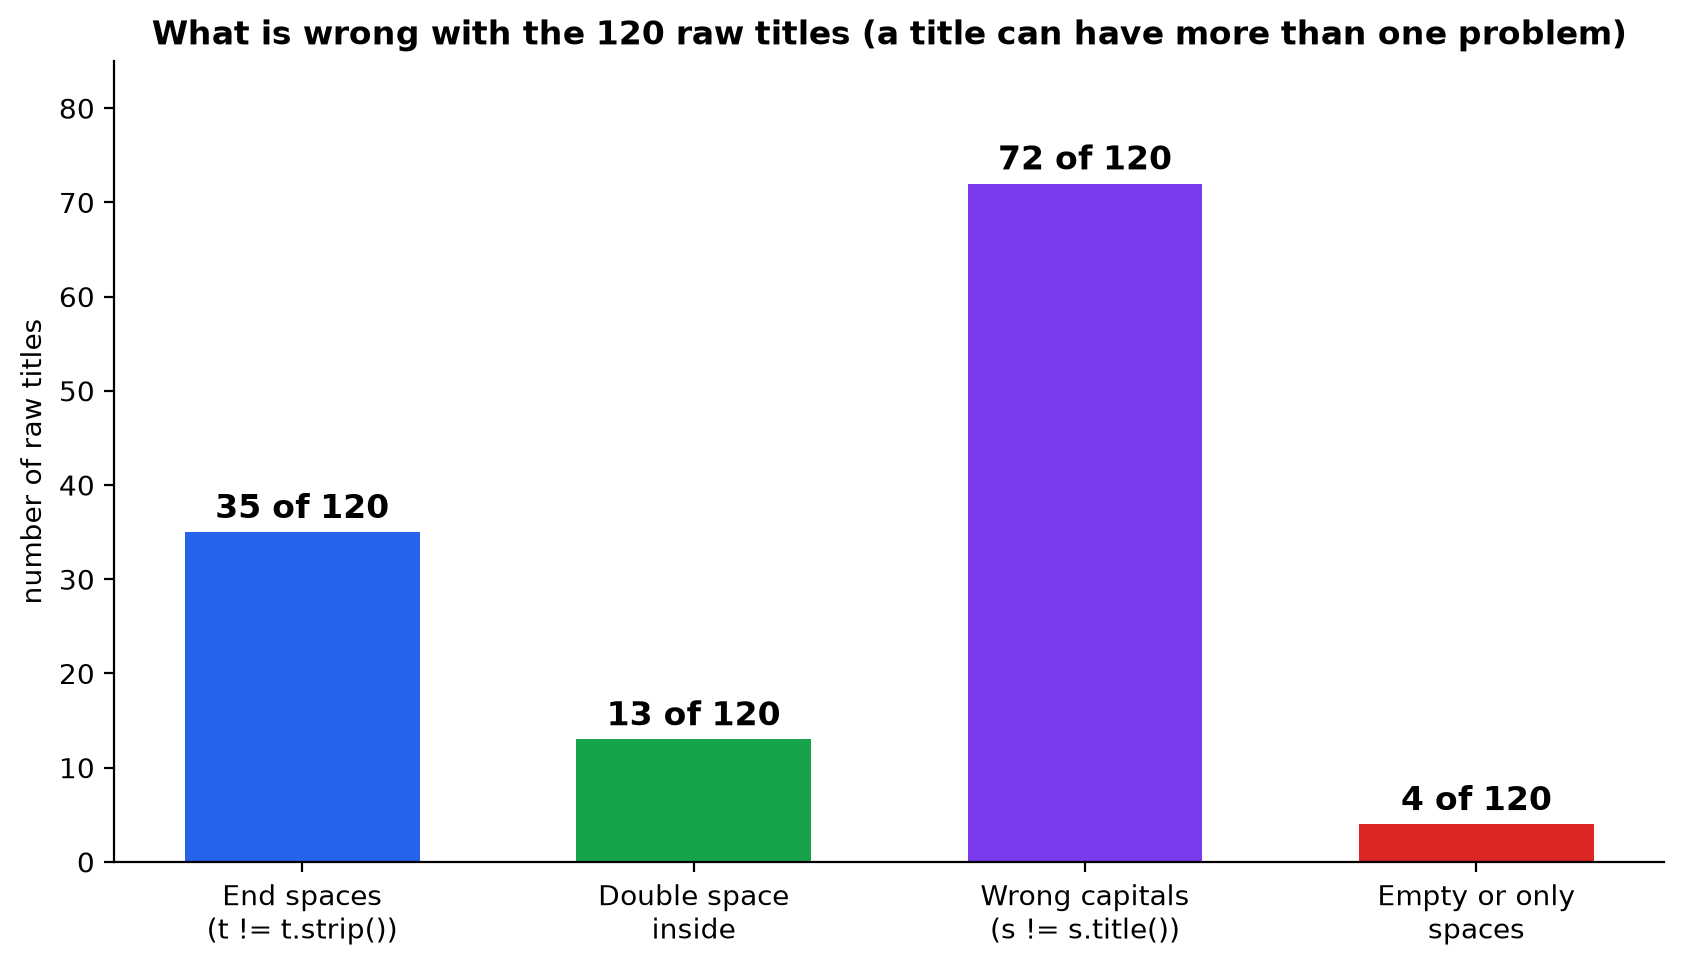 What is wrong with the 120 raw titles (a title can have more than one problem)
number of raw titles
80
70
60
50
40
30
20
10
0
35 of 120
13 of 120
72 of 120
4 of 120
End spaces
(t != t.strip())
Double space
inside
Wrong capitals
(s != s.title())
Empty or only
spaces